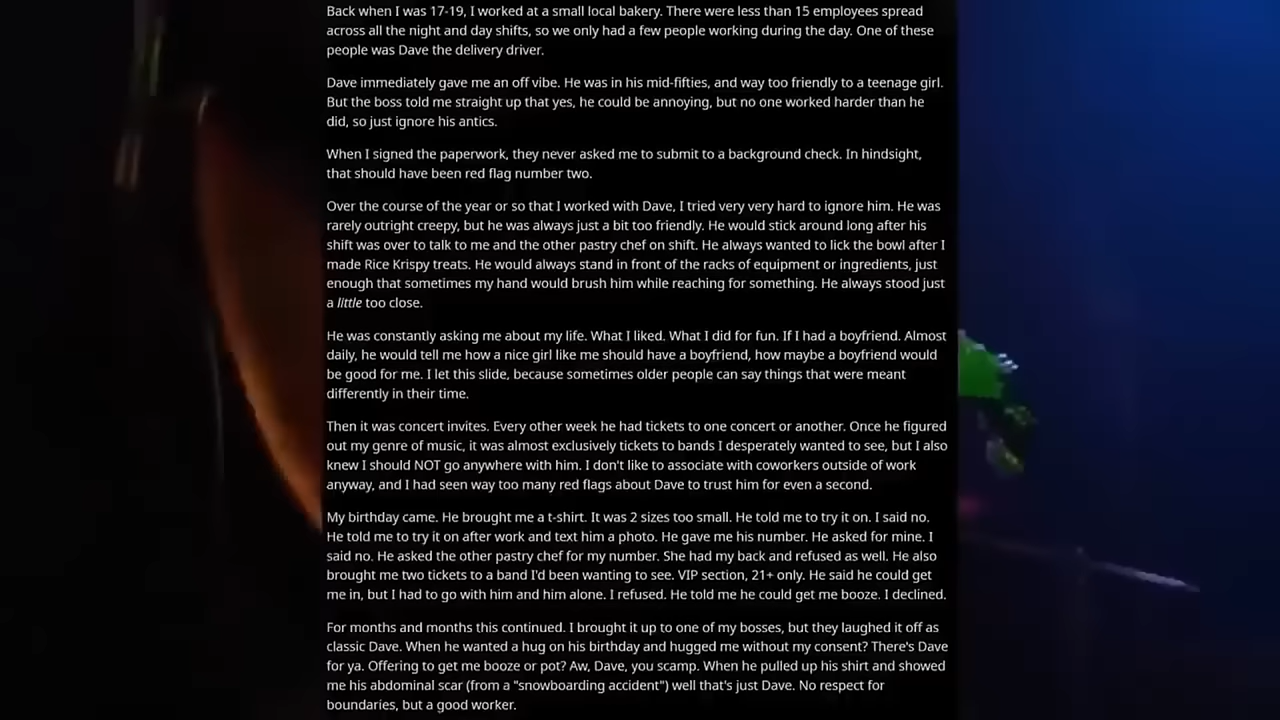 Back when I was 17-19, I worked at a small local bakery. There were less than 15 employees spread
across all the night and day shifts, so we only had a few people working during the day. One of these
people was Dave the delivery driver.
Dave immediately gave me an off vibe. He was in his mid-fifties, and way too friendly to a teenage girl.
But the boss told me straight up that yes, he could be annoying, but no one worked harder than he
did, so just ignore his antics.
When I signed the paperwork, they never asked me to submit to a background check. In hindsight,
that should have been red flag number two.
Over the course of the year or so that I worked with Dave, I tried very very hard to ignore him. He was
rarely outright creepy, but he was always just a bit too friendly. He would stick around long after his
shift was over to talk to me and the other pastry chef on shift. He always wanted to lick the bowl after I
made Rice Krispy treats. He would always stand in front of the racks of equipment or ingredients, just
enough that sometimes my hand would brush him while reaching for something. He always stood just
a little too close.
He was constantly asking me about my life. What I liked. What I did for fun. If I had a boyfriend. Almost
daily, he would tell me how a nice girl like me should have a boyfriend, how maybe a boyfriend would
be good for me. I let this slide, because sometimes older people can say things that were meant
differently in their time.
Then it was concert invites. Every other week he had tickets to one concert or another. Once he figured
out my genre of music, it was almost exclusively tickets to bands I desperately wanted to see, but I also
knew I should NOT go anywhere with him. I don't like to associate with coworkers outside of work
anyway, and I had seen way too many red flags about Dave to trust him for even a second.
My birthday came. He brought me a t-shirt. It was 2 sizes too small. He told me to try it on. I said no.
He told me to try it on after work and text him a photo. He gave me his number. He asked for mine. I
said no. He asked the other pastry chef for my number. She had my back and refused as well. He also
brought me two tickets to a band I'd been wanting to see. VIP section, 21+ only. He said he could get
me in, but I had to go with him and him alone. I refused. He told me he could get me booze. I declined.
For months and months this continued. I brought it up to one of my bosses, but they laughed it off as
classic Dave. When he wanted a hug on his birthday and hugged me without my consent? There's Dave
for ya. Offering to get me booze or pot? Aw, Dave, you scamp. When he pulled up his shirt and showed
me his abdominal scar (from a "snowboarding accident") well that's just Dave. No respect for
boundaries, but a good worker.